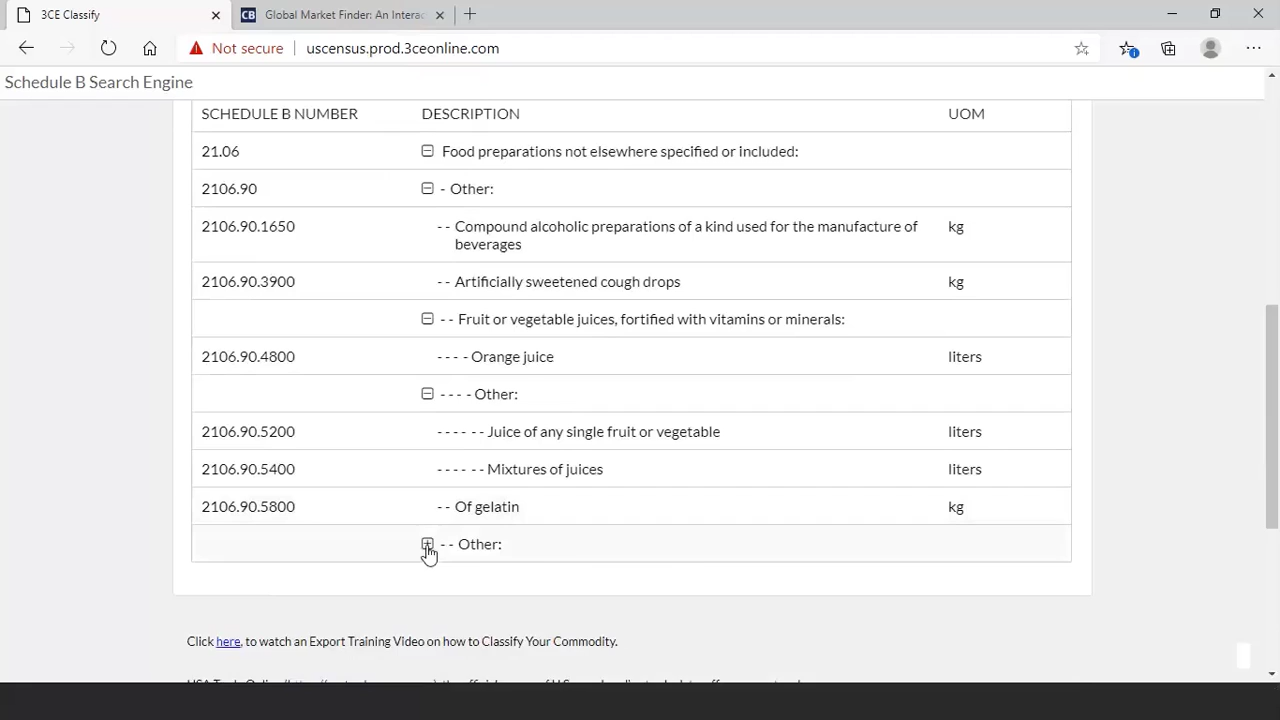 3CE Classify
CB Global Market Finder: An Interac
Not secure uscensus.prod.3ceonline.com
Schedule B Search Engine
SCHEDULE B NUMBER DESCRIPTION UOM
21.06 Food preparations not elsewhere specified or included:
2106.90 - Other:
2106.90.1650 - - Compound alcoholic preparations of a kind used for the manufacture of kg
beverages
2106.90.3900 - - Artificially sweetened cough drops kg
- - Fruit or vegetable juices, fortified with vitamins or minerals:
2106.90.4800 - - - - Orange juice liters
- - - - Other:
2106.90.5200 - - - - - - Juice of any single fruit or vegetable liters
2106.90.5400 - - - - - - Mixtures of juices liters
2106.90.5800 - - Of gelatin kg
- - Other:
Click here, to watch an Export Training Video on how to Classify Your Commodity.